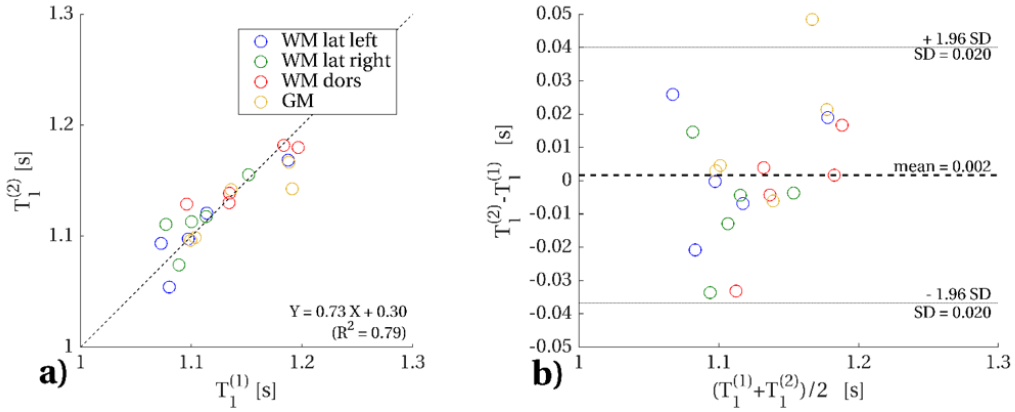 1.3
WM lat left
WM lat right
WM dors
GM
1.2
T₁⁽²⁾ [s]
1.1
Y = 0.73 X + 0.30
(R² = 0.79)
1
1
1.1
1.2
1.3
a)
T₁⁽¹⁾ [s]
0.05
+ 1.96 SD
0.04
SD = 0.020
0.03
0.02
0.01
mean = 0.002
0
T₁⁽²⁾-T₁⁽¹⁾ [s]
-0.01
-0.02
-0.03
- 1.96 SD
-0.04
SD = 0.020
-0.05
1
1.1
1.2
1.3
b)
(T₁⁽¹⁾+T₁⁽²⁾)/2 [s]